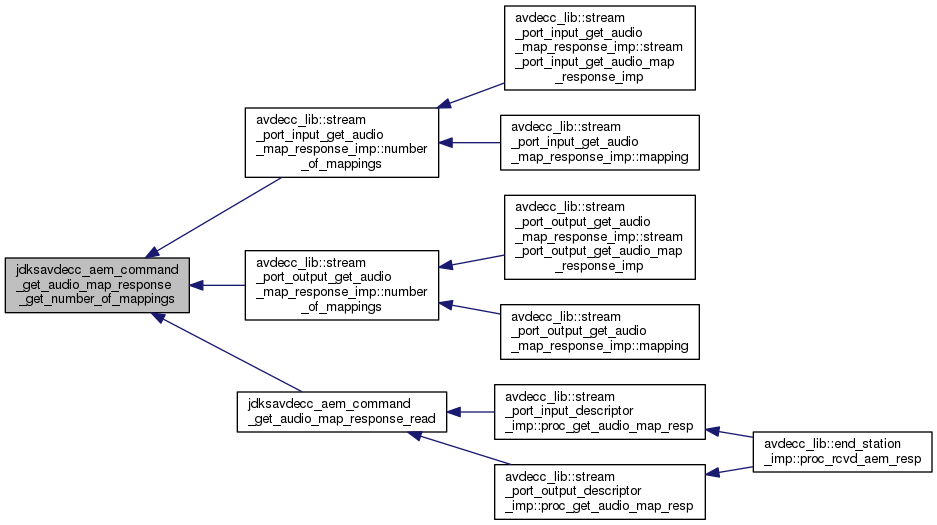 avdecc_lib::stream
_port_input_get_audio
_map_response_imp::stream
_port_input_get_audio_map
_response_imp
avdecc_lib::stream
_port_input_get_audio
_map_response_imp::number
_of_mappings
avdecc_lib::stream
_port_input_get_audio
_map_response_imp::mapping
avdecc_lib::stream
_port_output_get_audio
_map_response_imp::stream
_port_output_get_audio_map
_response_imp
jdksavdecc_aem_command
_get_audio_map_response
_get_number_of_mappings
avdecc_lib::stream
_port_output_get_audio
_map_response_imp::number
_of_mappings
avdecc_lib::stream
_port_output_get_audio
_map_response_imp::mapping
jdksavdecc_aem_command
_get_audio_map_response_read
avdecc_lib::stream
_port_input_descriptor
_imp::proc_get_audio_map_resp
avdecc_lib::end_station
_imp::proc_rcvd_aem_resp
avdecc_lib::stream
_port_output_descriptor
_imp::proc_get_audio_map_resp